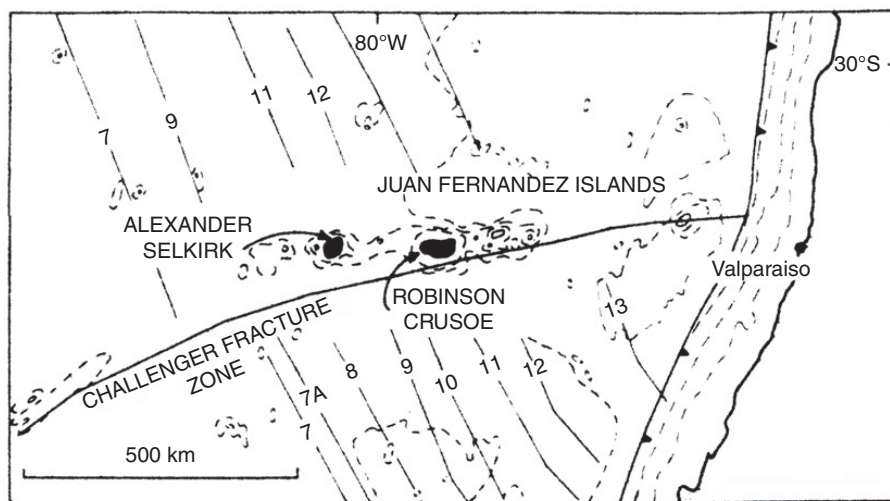 80°W
30°S
11
12
7
9
JUAN FERNANDEZ ISLANDS
ALEXANDER
SELKIRK
Valparaiso
ROBINSON
CRUSOE
13
CHALLENGER FRACTURE
ZONE
7A
7
8
9
10
11
12
500 km